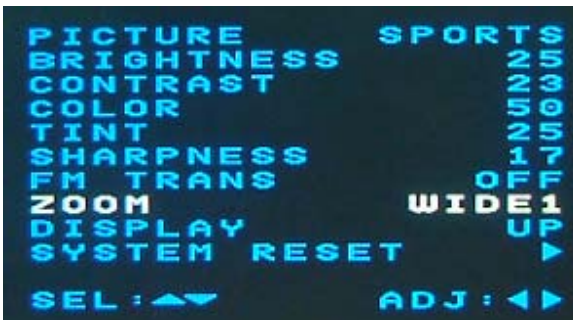 PICTURE SPORTS
BRIGHTNESS 25
CONTRAST 23
COLOR 50
TINT 25
SHARPNESS 17
FM TRANS OFF
ZOOM WIDE1
DISPLAY UP
SYSTEM RESET ▶
SEL:▲▼ ADJ:◀▶